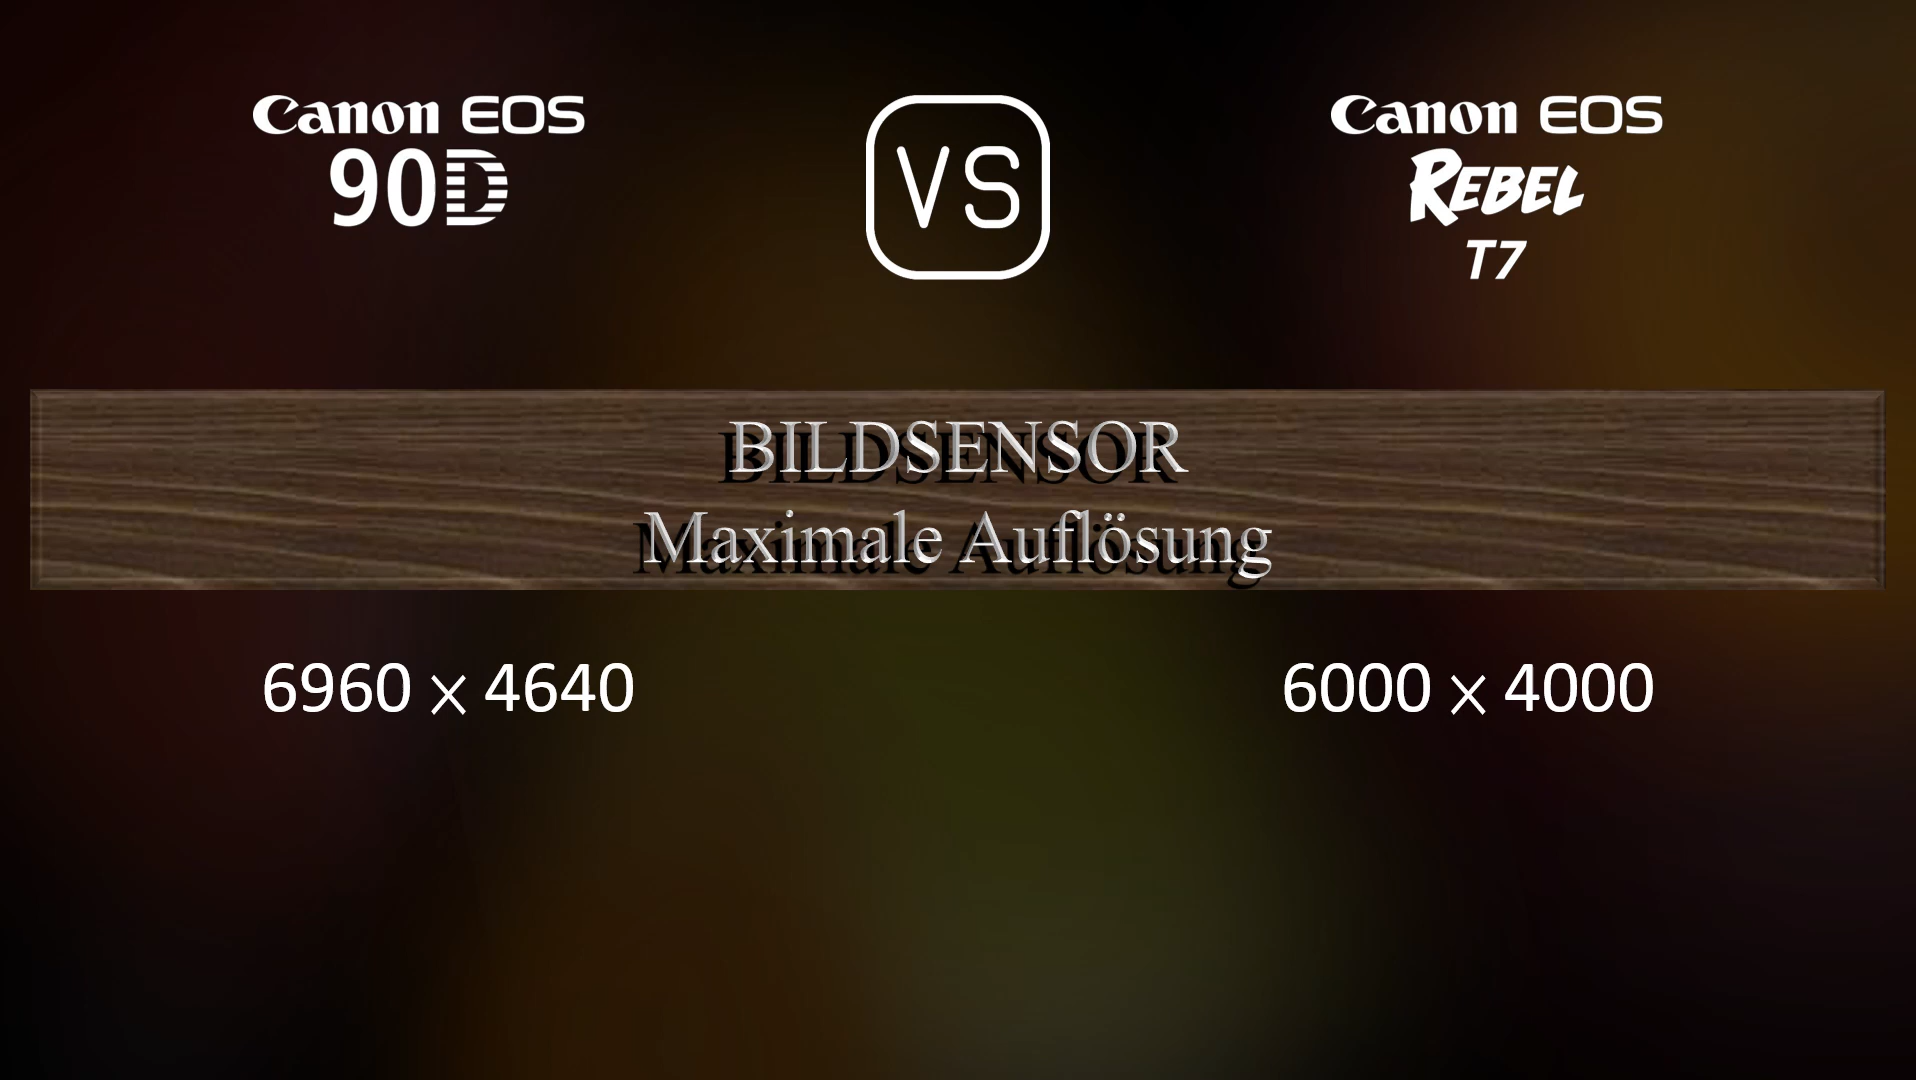 Canon EOS
90D
VS
Canon EOS
REBEL
T7
BILDSENSOR
Maximale Auflösung
6960 x 4640
6000 x 4000